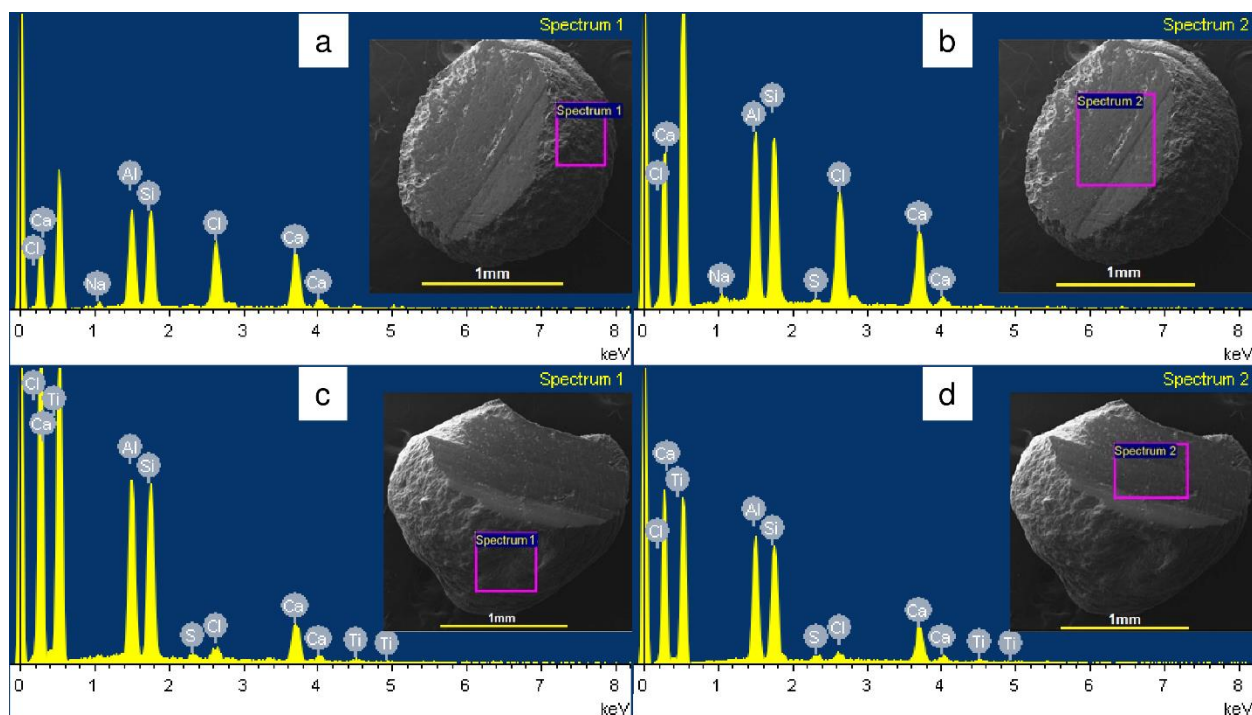 a
Spectrum 1
Spectrum 1
Al
Si
Cl
Ca
Ca
Cl
Na
Ca
1mm
0 1 2 3 4 5 6 7 8
keV
b
Spectrum 2
Spectrum 2
Si
Al
Ca
Cl
Cl
Ca
Na
S
Ca
1mm
0 1 2 3 4 5 6 7 8
keV
c
Spectrum 1
Cl
Ti
Ca
Al
Si
Spectrum 1
Ca
S
Cl
Ca
Ti
Ti
1mm
0 1 2 3 4 5 6 7 8
keV
d
Spectrum 2
Spectrum 2
Ca
Ti
Al
Si
Cl
Ca
S
Cl
Ca
Ti
Ti
1mm
0 1 2 3 4 5 6 7 8
keV